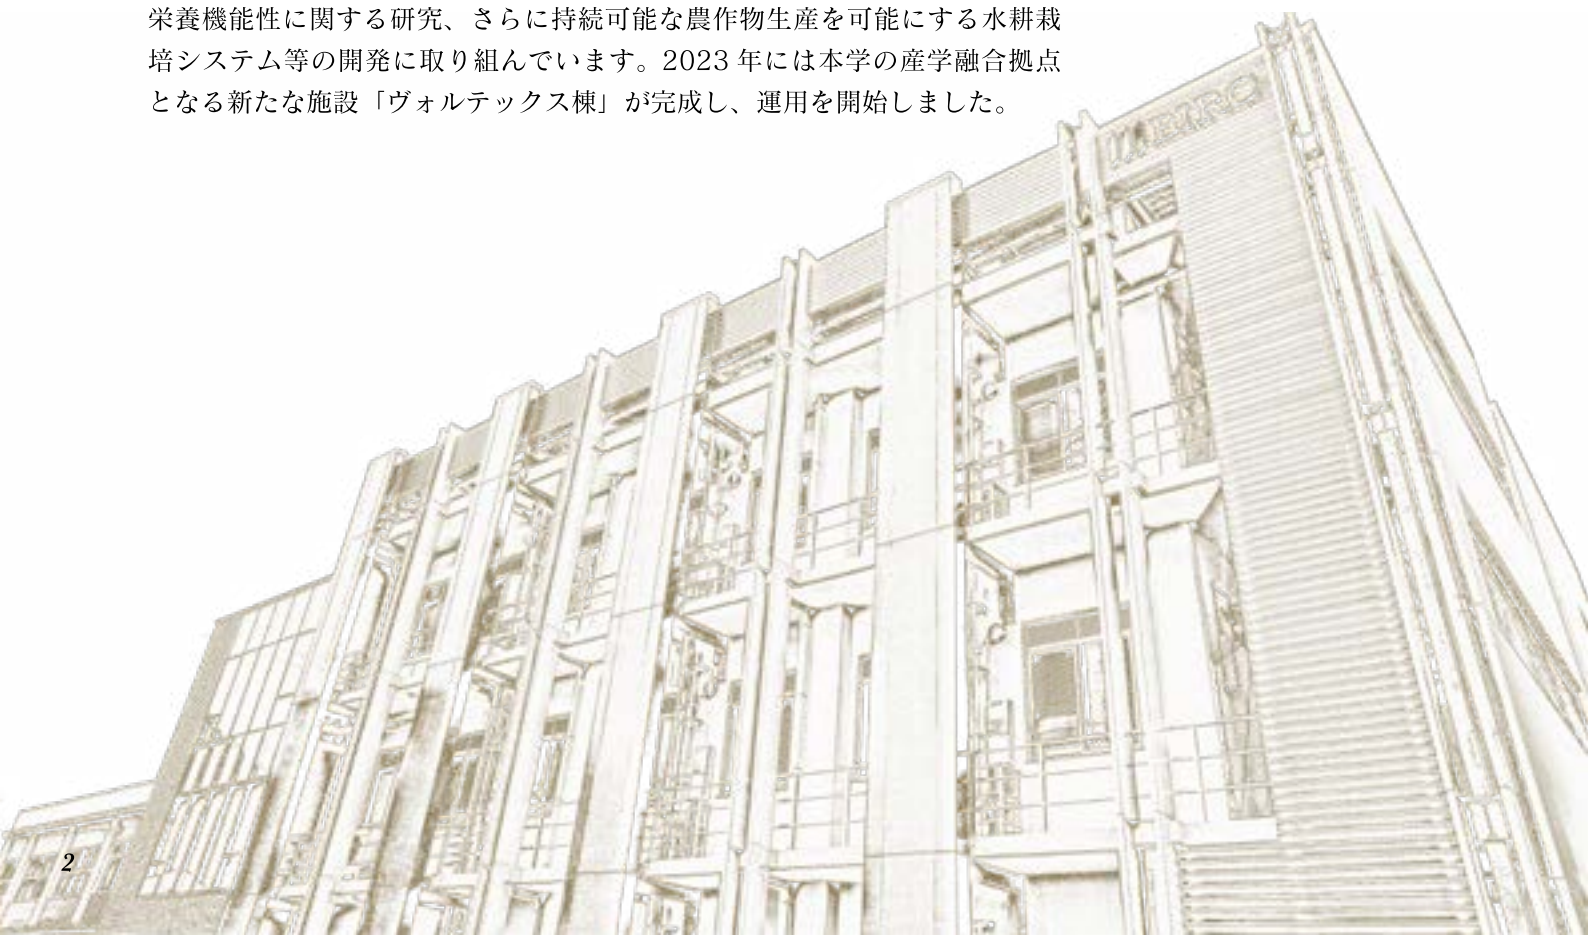 栄養機能性に関する研究、さらに持続可能な農作物生産を可能にする水耕栽
培システム等の開発に取り組んでいます。2023 年には本学の産学融合拠点
となる新たな施設「ヴォルテックス棟」が完成し、運用を開始しました。
2